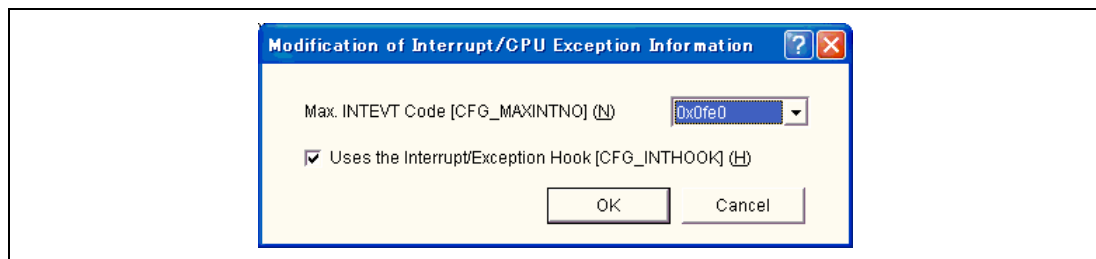 Modification of Interrupt/CPU Exception Information
Max. INTEVT Code [CFG_MAXINTNO] (N) 0x0fe0
Uses the Interrupt/Exception Hook [CFG_INTHOOK] (H)
OK Cancel